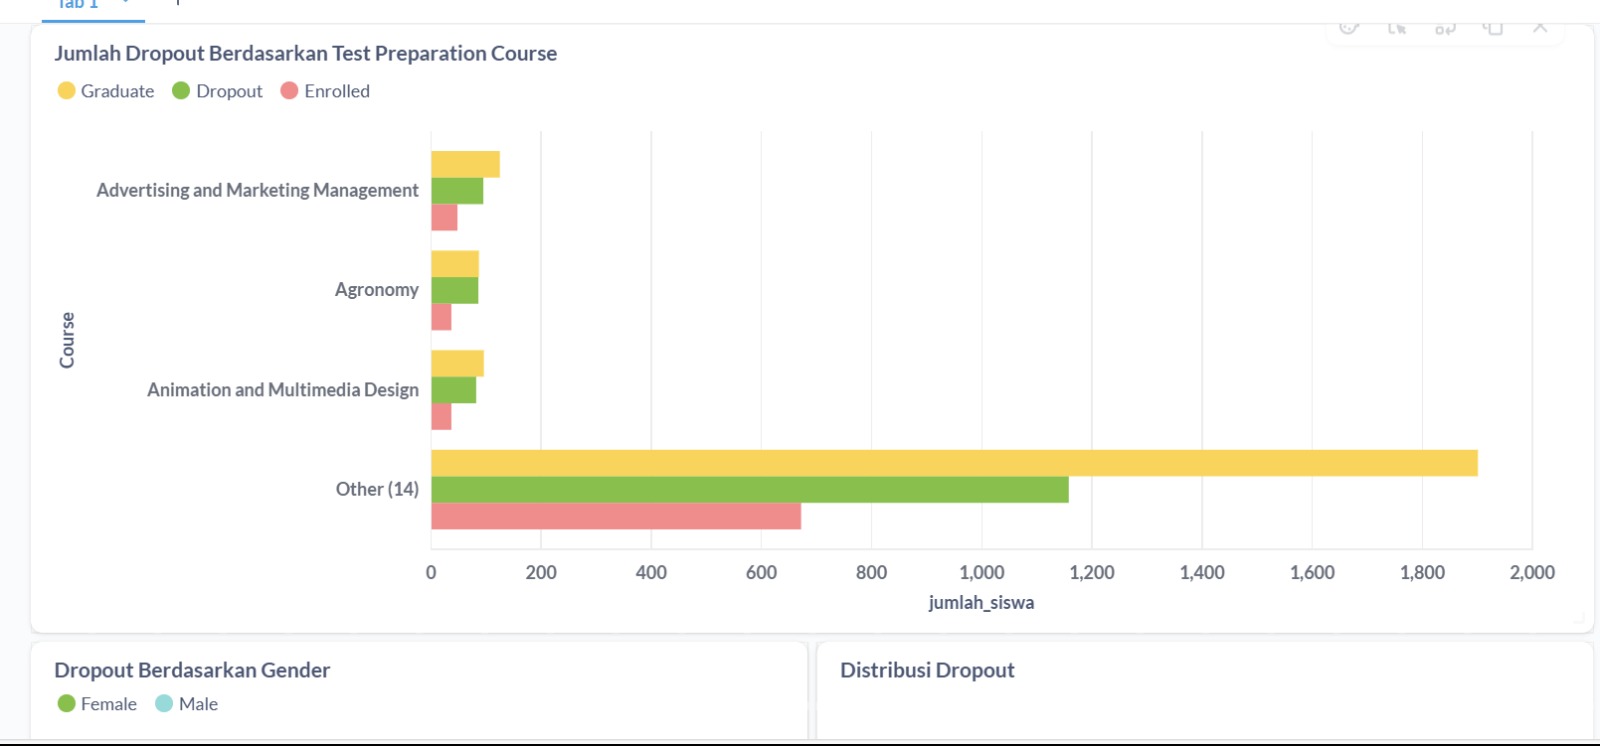 Tab 1
Jumlah Dropout Berdasarkan Test Preparation Course
Graduate Dropout Enrolled
Advertising and Marketing Management
Agronomy
Course
Animation and Multimedia Design
Other (14)
0 200 400 600 800 1,000 1,200 1,400 1,600 1,800 2,000
jumlah_siswa
Dropout Berdasarkan Gender
Female Male
Distribusi Dropout